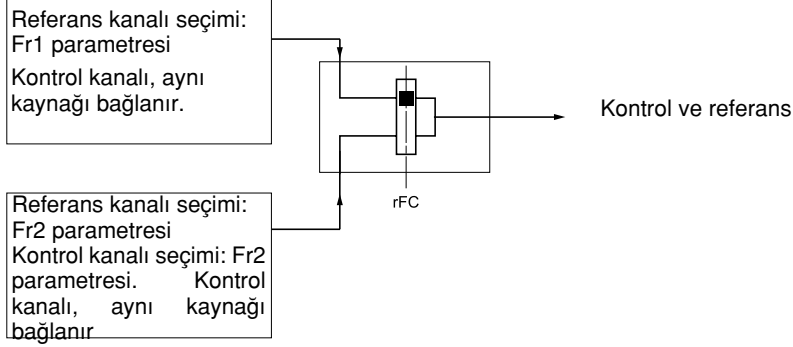 Referans kanalı seçimi:
Fr1 parametresi
Kontrol kanalı, aynı
kaynağı bağlanır.
Kontrol ve referans
rFC
Referans kanalı seçimi:
Fr2 parametresi
Kontrol kanalı seçimi: Fr2
parametresi. Kontrol
kanalı, aynı kaynağı
bağlanır